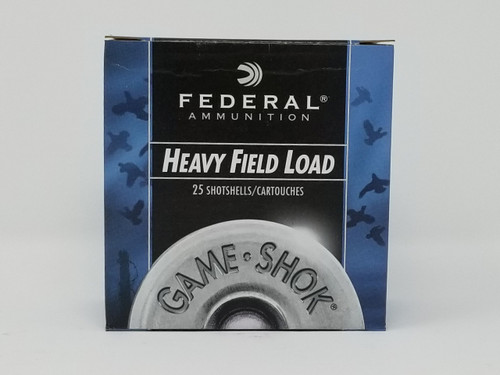 FEDERAL®
AMMUNITION
HEAVY FIELD LOAD
25 SHOTSHELLS/CARTOUCHES
GAME•SHOK®